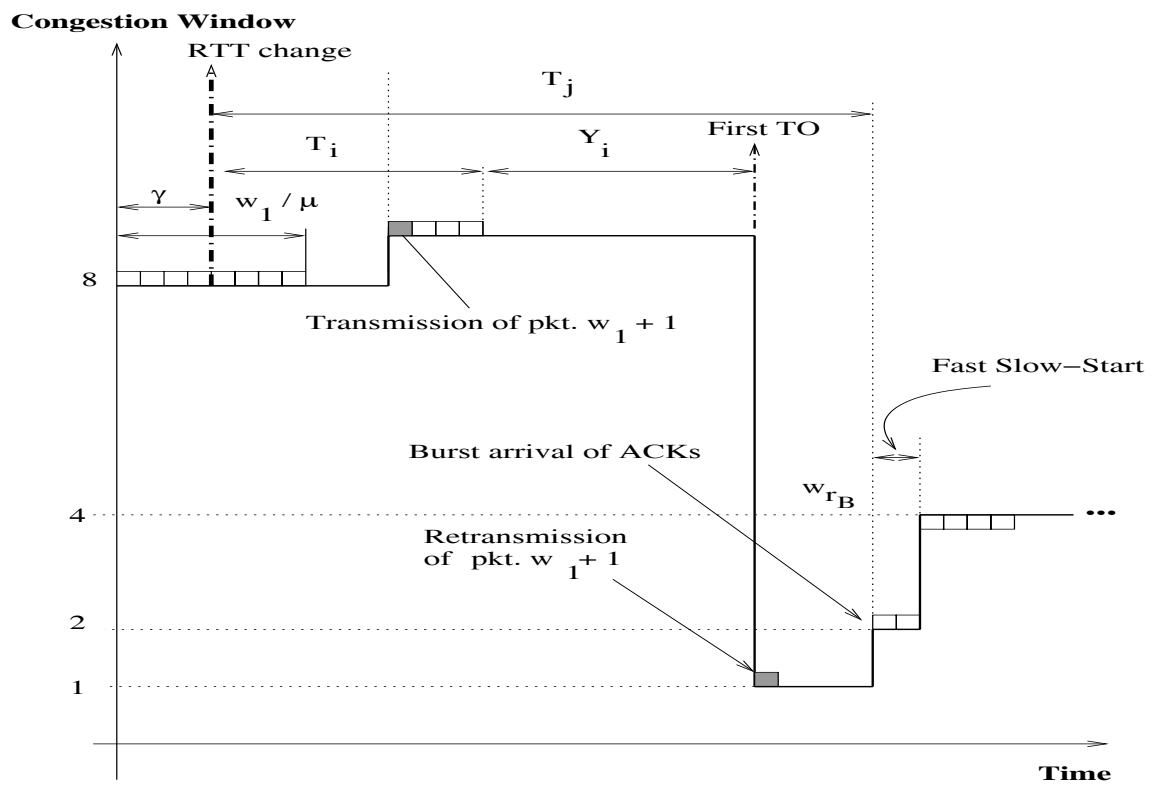 Congestion Window
RTT change
T j
First TO
T i
Y i
γ
w 1 / μ
8
Transmission of pkt. w 1 + 1
Fast Slow–Start
Burst arrival of ACKs
w r B
4
•••
Retransmission
of pkt. w 1 + 1
2
1
Time